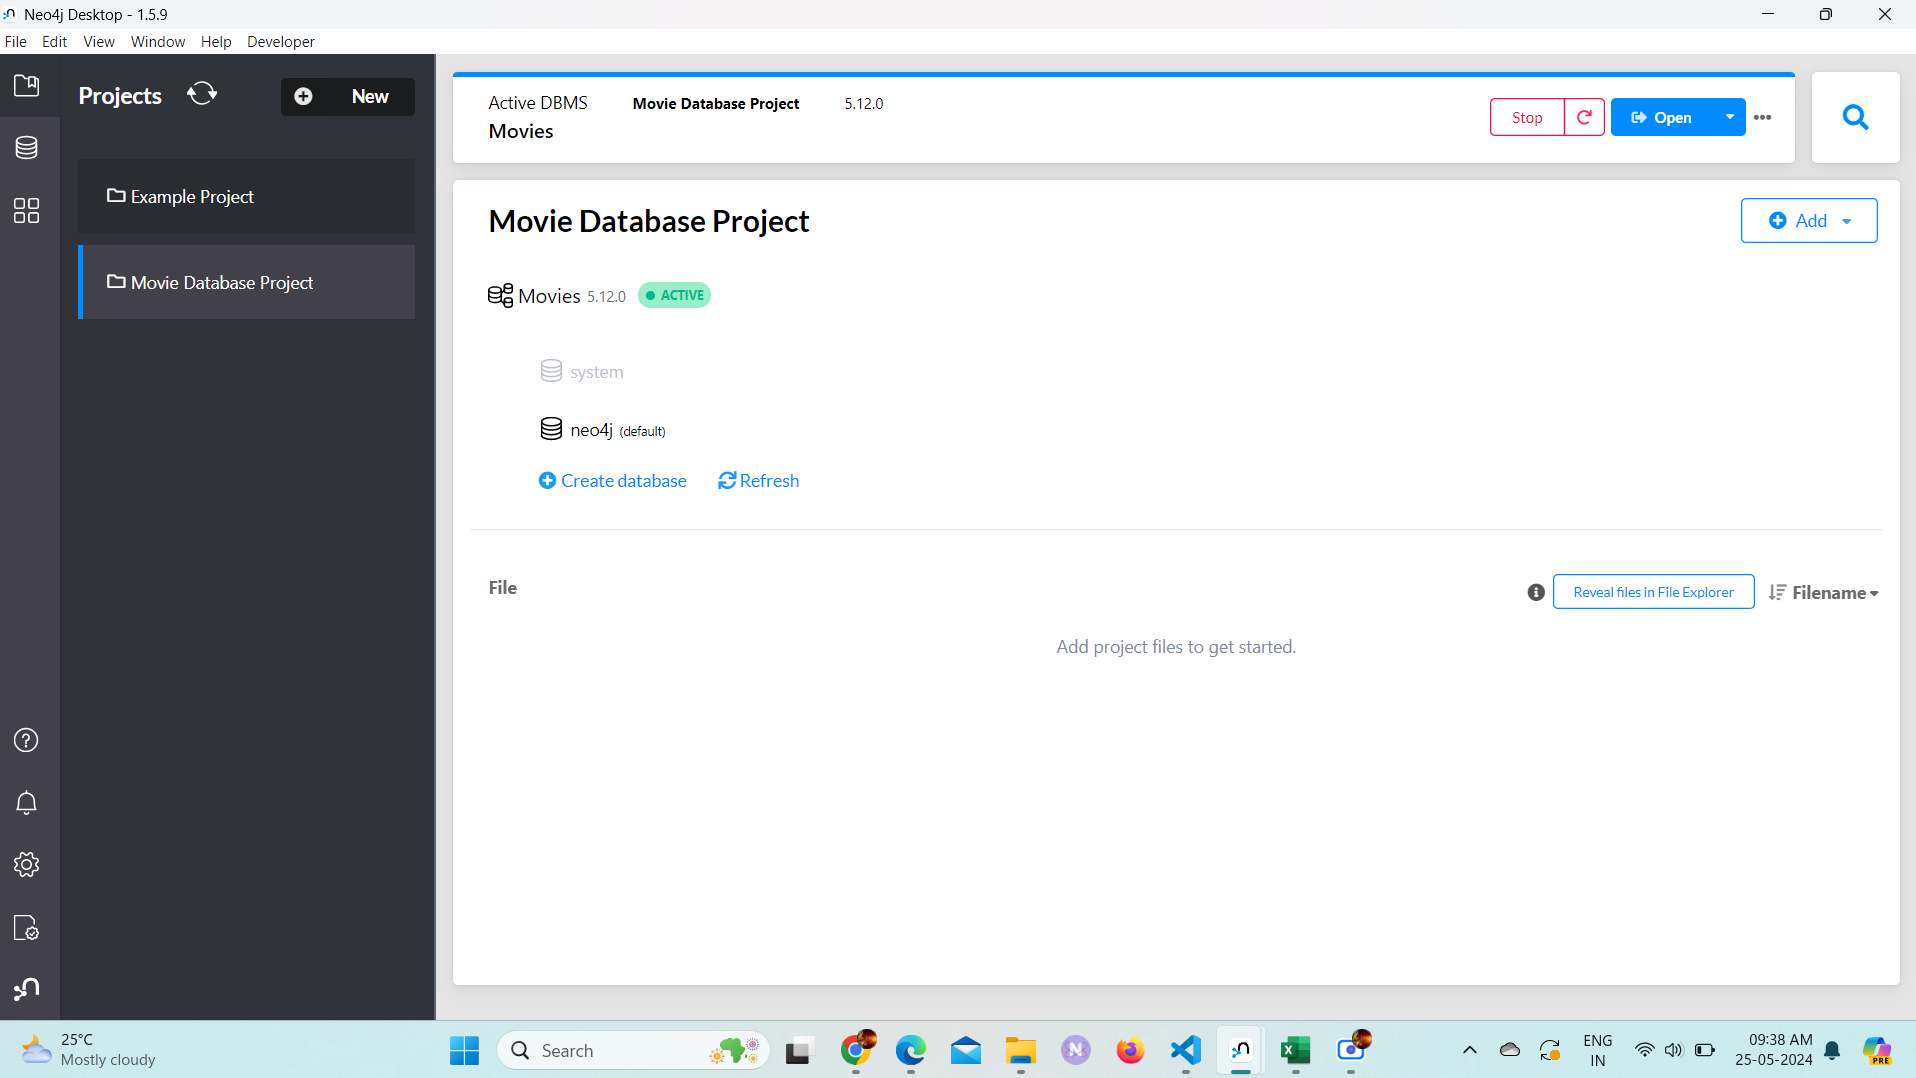 Neo4j Desktop - 1.5.9
File Edit View Window Help Developer
Projects
New
Example Project
Movie Database Project
Active DBMS Movie Database Project 5.12.0
Movies
Stop
Open
Movie Database Project
Add
Movies 5.12.0 ACTIVE
system
neo4j (default)
Create database Refresh
File
Reveal files in File Explorer Filename
Add project files to get started.
25°C
Mostly cloudy
Search
ENG
IN
09:38 AM
25-05-2024
PRE